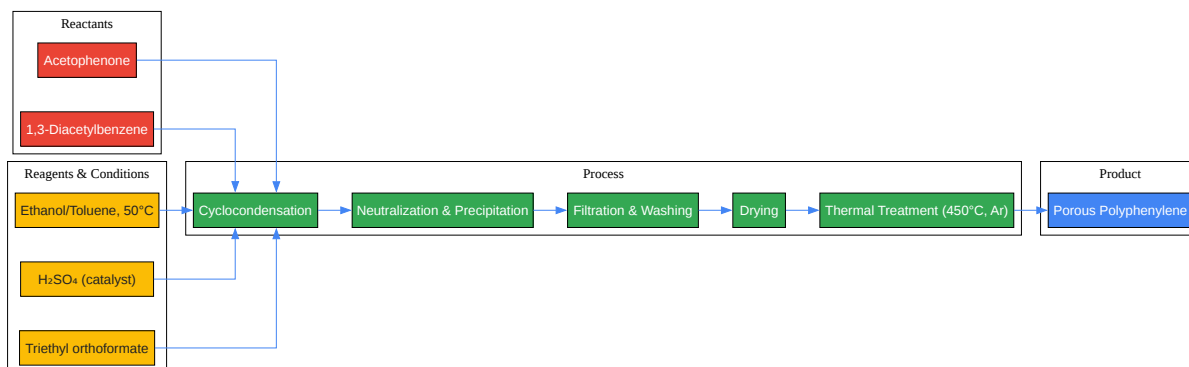 Reactants
Acetophenone
1,3-Diacetylbenzene
Reagents & Conditions
Ethanol/Toluene, 50°C
H₂SO₄ (catalyst)
Triethyl orthoformate
Process
Cyclocondensation
Neutralization & Precipitation
Filtration & Washing
Drying
Thermal Treatment (450°C, Ar)
Product
Porous Polyphenylene